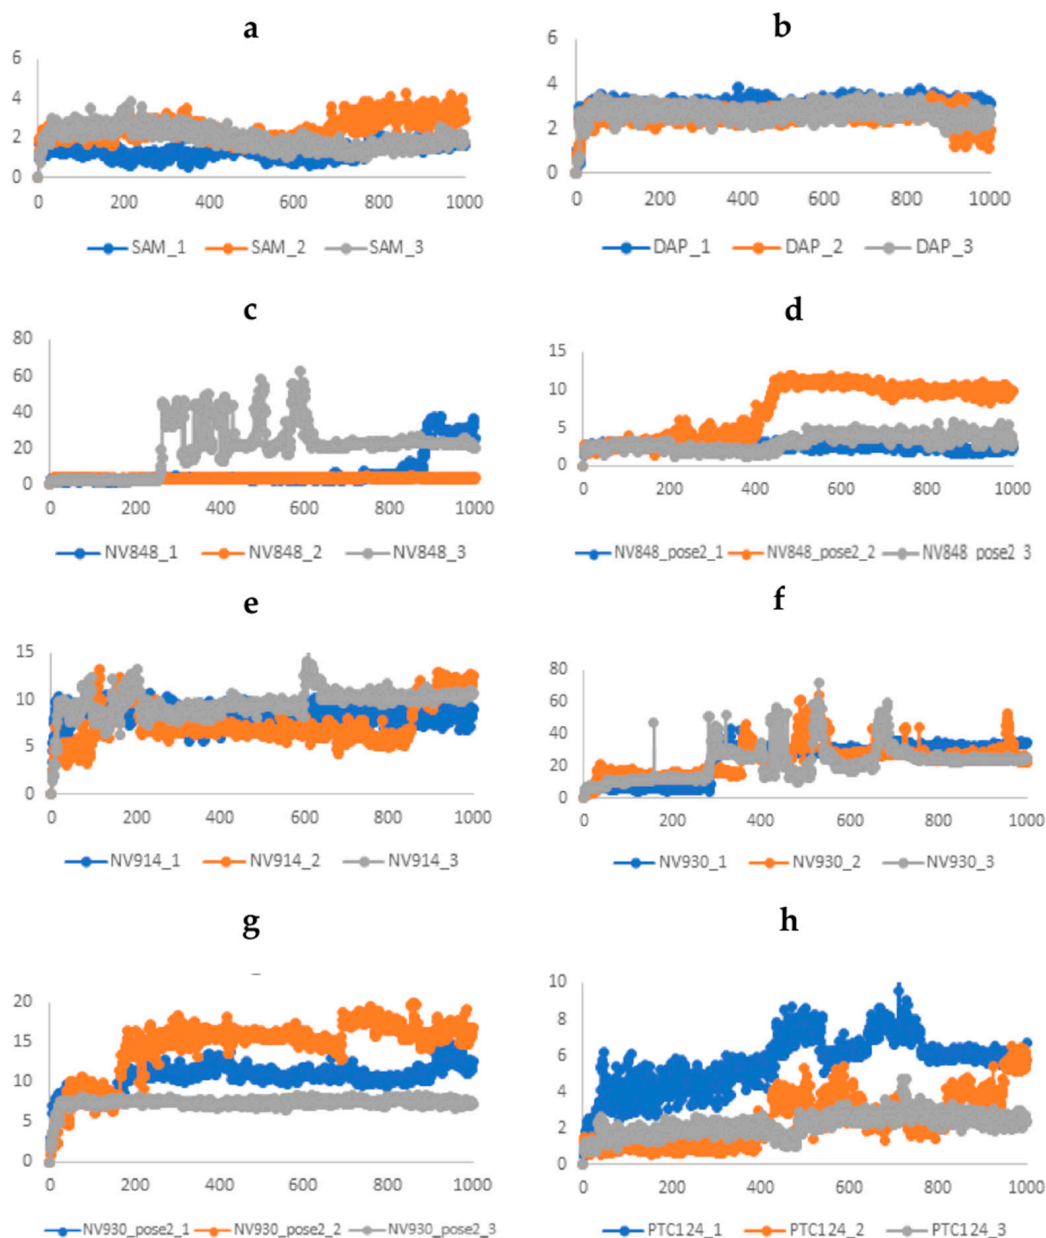 a
b
6
4
2
0
0 200 400 600 800 1000
SAM_1 SAM_2 SAM_3
6
4
2
0
0 200 400 600 800 1000
DAP_1 DAP_2 DAP_3
c
d
80
60
40
20
0
0 200 400 600 800 1000
NV848_1 NV848_2 NV848_3
15
10
5
0
0 200 400 600 800 1000
NV848_pose2_1 NV848_pose2_2 NV848_pose2_3
e
f
15
10
5
0
0 200 400 600 800 1000
NV914_1 NV914_2 NV914_3
80
60
40
20
0
0 200 400 600 800 1000
NV930_1 NV930_2 NV930_3
g
h
20
15
10
5
0
0 200 400 600 800 1000
NV930_pose2_1 NV930_pose2_2 NV930_pose2_3
10
8
6
4
2
0
0 200 400 600 800 1000
PTC124_1 PTC124_2 PTC124_3